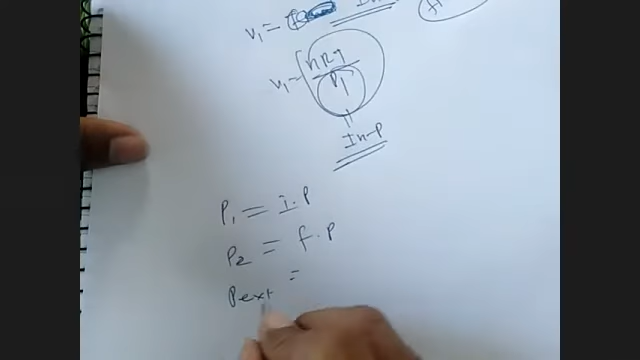 V₁ =
V₁ = nRT / P₁
In-P
P₁ = I.P
P₂ = f.P
Pext =